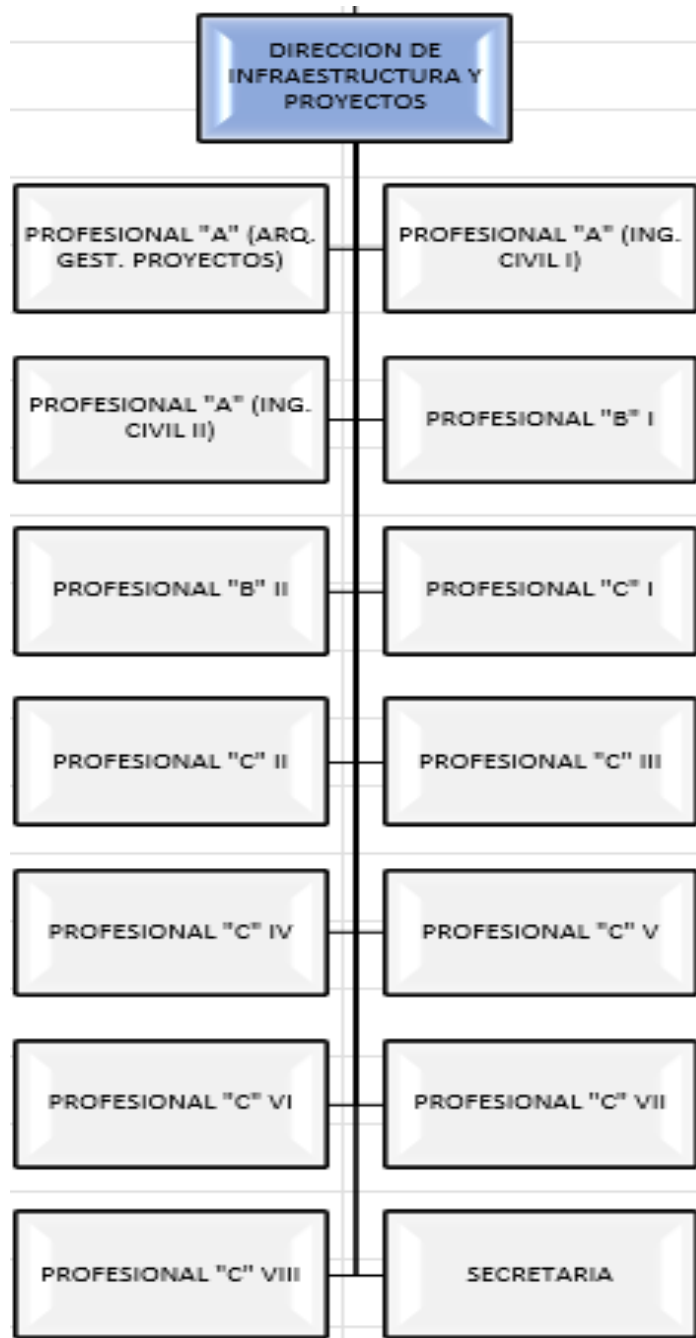 DIRECCION DE
INFRAESTRUCTURA Y
PROYECTOS
PROFESIONAL "A" (ARQ.
GEST. PROYECTOS)
PROFESIONAL "A" (ING.
CIVIL I)
PROFESIONAL "A" (ING.
CIVIL II)
PROFESIONAL "B" I
PROFESIONAL "B" II
PROFESIONAL "C" I
PROFESIONAL "C" II
PROFESIONAL "C" III
PROFESIONAL "C" IV
PROFESIONAL "C" V
PROFESIONAL "C" VI
PROFESIONAL "C" VII
PROFESIONAL "C" VIII
SECRETARIA